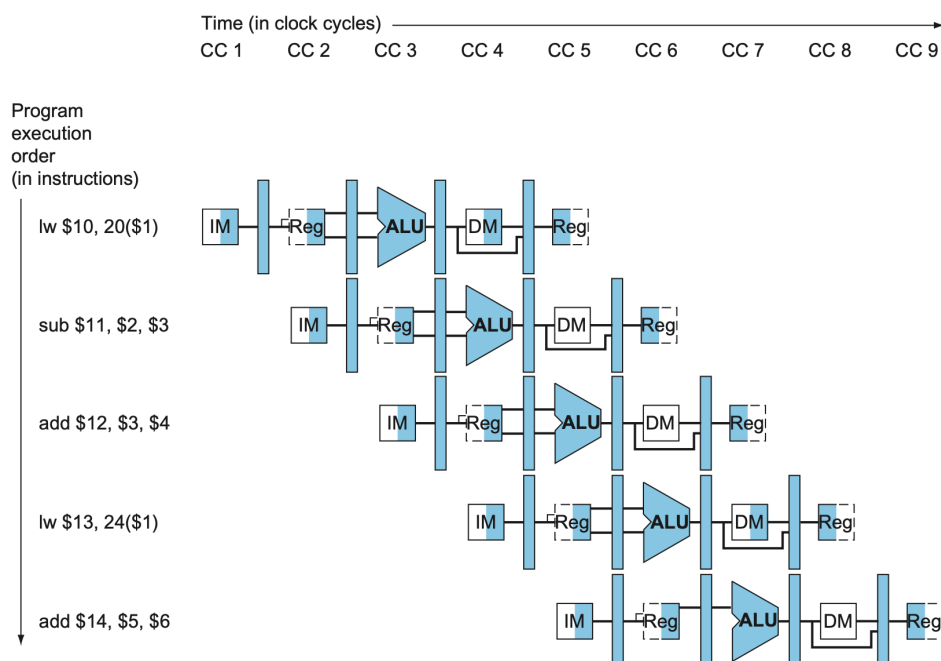 Time (in clock cycles)
CC 1 CC 2 CC 3 CC 4 CC 5 CC 6 CC 7 CC 8 CC 9
Program
execution
order
(in instructions)
lw $10, 20($1) IM Reg ALU DM Reg
sub $11, $2, $3 IM Reg ALU DM Reg
add $12, $3, $4 IM Reg ALU DM Reg
lw $13, 24($1) IM Reg ALU DM Reg
add $14, $5, $6 IM Reg ALU DM Reg